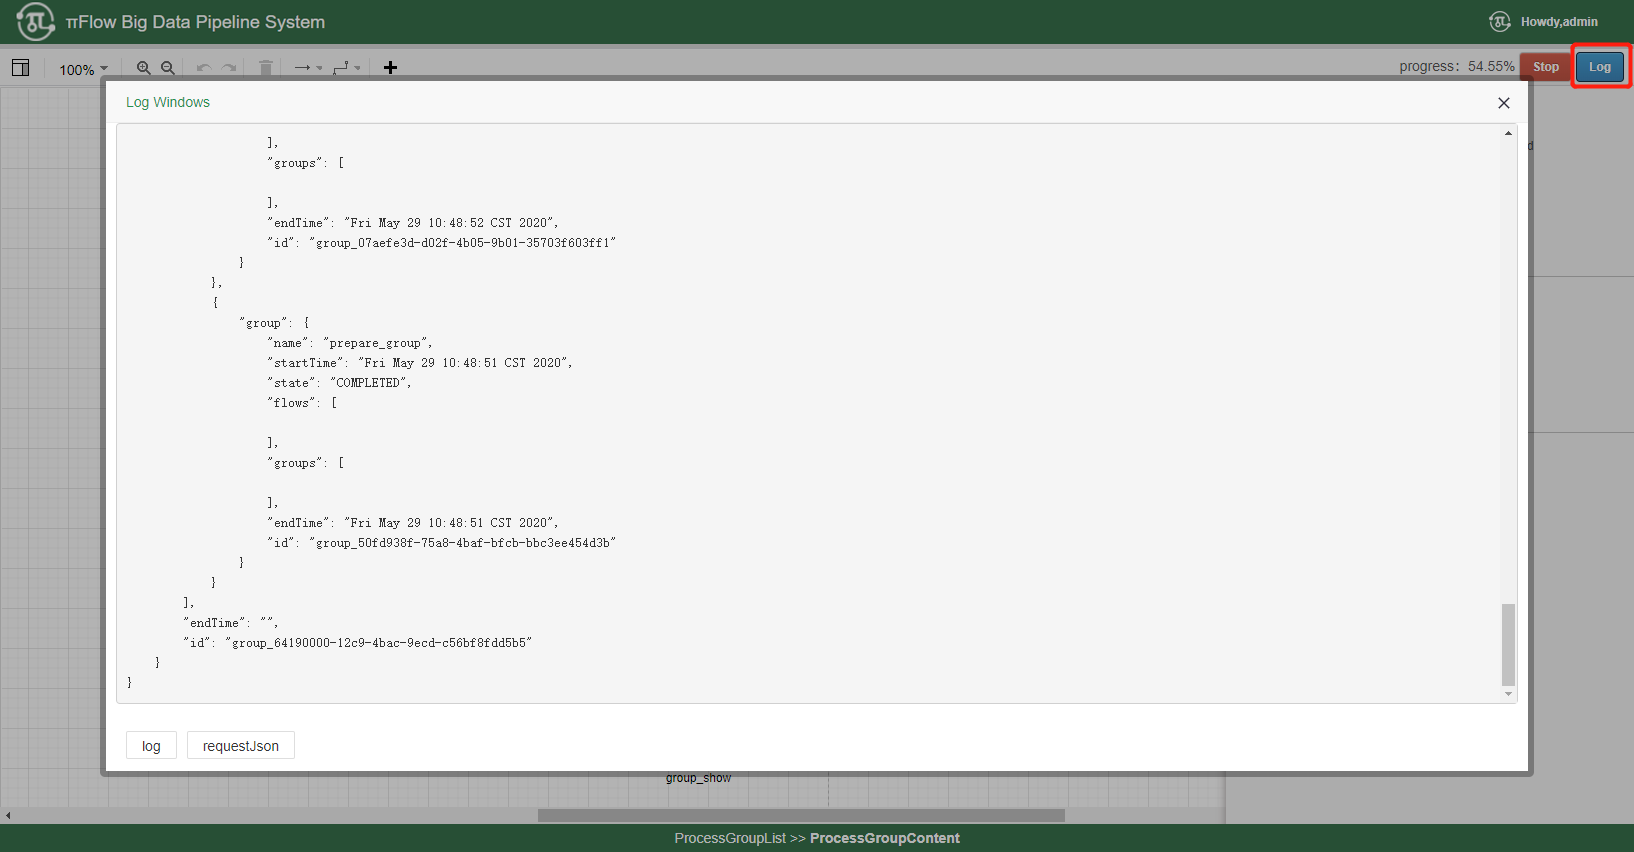 πFlow Big Data Pipeline System
Howdy,admin
100%
progress: 54.55%
Stop
Log
Log Windows
],
"groups": [
],
"endTime": "Fri May 29 10:48:52 CST 2020",
"id": "group_07aefe3d-d02f-4b05-9b01-35703f603ff1"
}
},
{
"group": {
"name": "prepare_group",
"startTime": "Fri May 29 10:48:51 CST 2020",
"state": "COMPLETED",
"flows": [
],
"groups": [
],
"endTime": "Fri May 29 10:48:51 CST 2020",
"id": "group_50fd938f-75a8-4baf-bfcb-bbc3ee454d3b"
}
}
],
"endTime": "",
"id": "group_64190000-12c9-4bac-9ecd-c56bf8fdd5b5"
}
}
d
log
requestJson
group_show
ProcessGroupList >> ProcessGroupContent